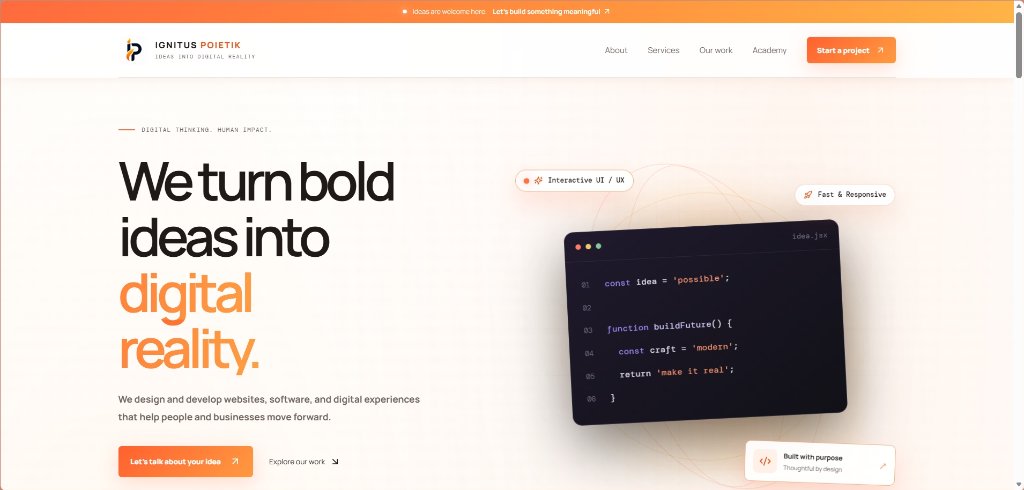 Ideas are welcome here. Let's build something meaningful
IGNITUS POIETIK
IDEAS INTO DIGITAL REALITY
About
Services
Our work
Academy
Start a project
DIGITAL THINKING. HUMAN IMPACT.
We turn bold
ideas into
digital
reality.
We design and develop websites, software, and digital experiences
that help people and businesses move forward.
Let's talk about your idea
Explore our work
Interactive UI / UX
Fast & Responsive
idea.jsx
01 const idea = 'possible';
02
03 function buildFuture() {
04 const craft = 'modern';
05 return 'make it real';
06 }
Built with purpose
Thoughtful by design